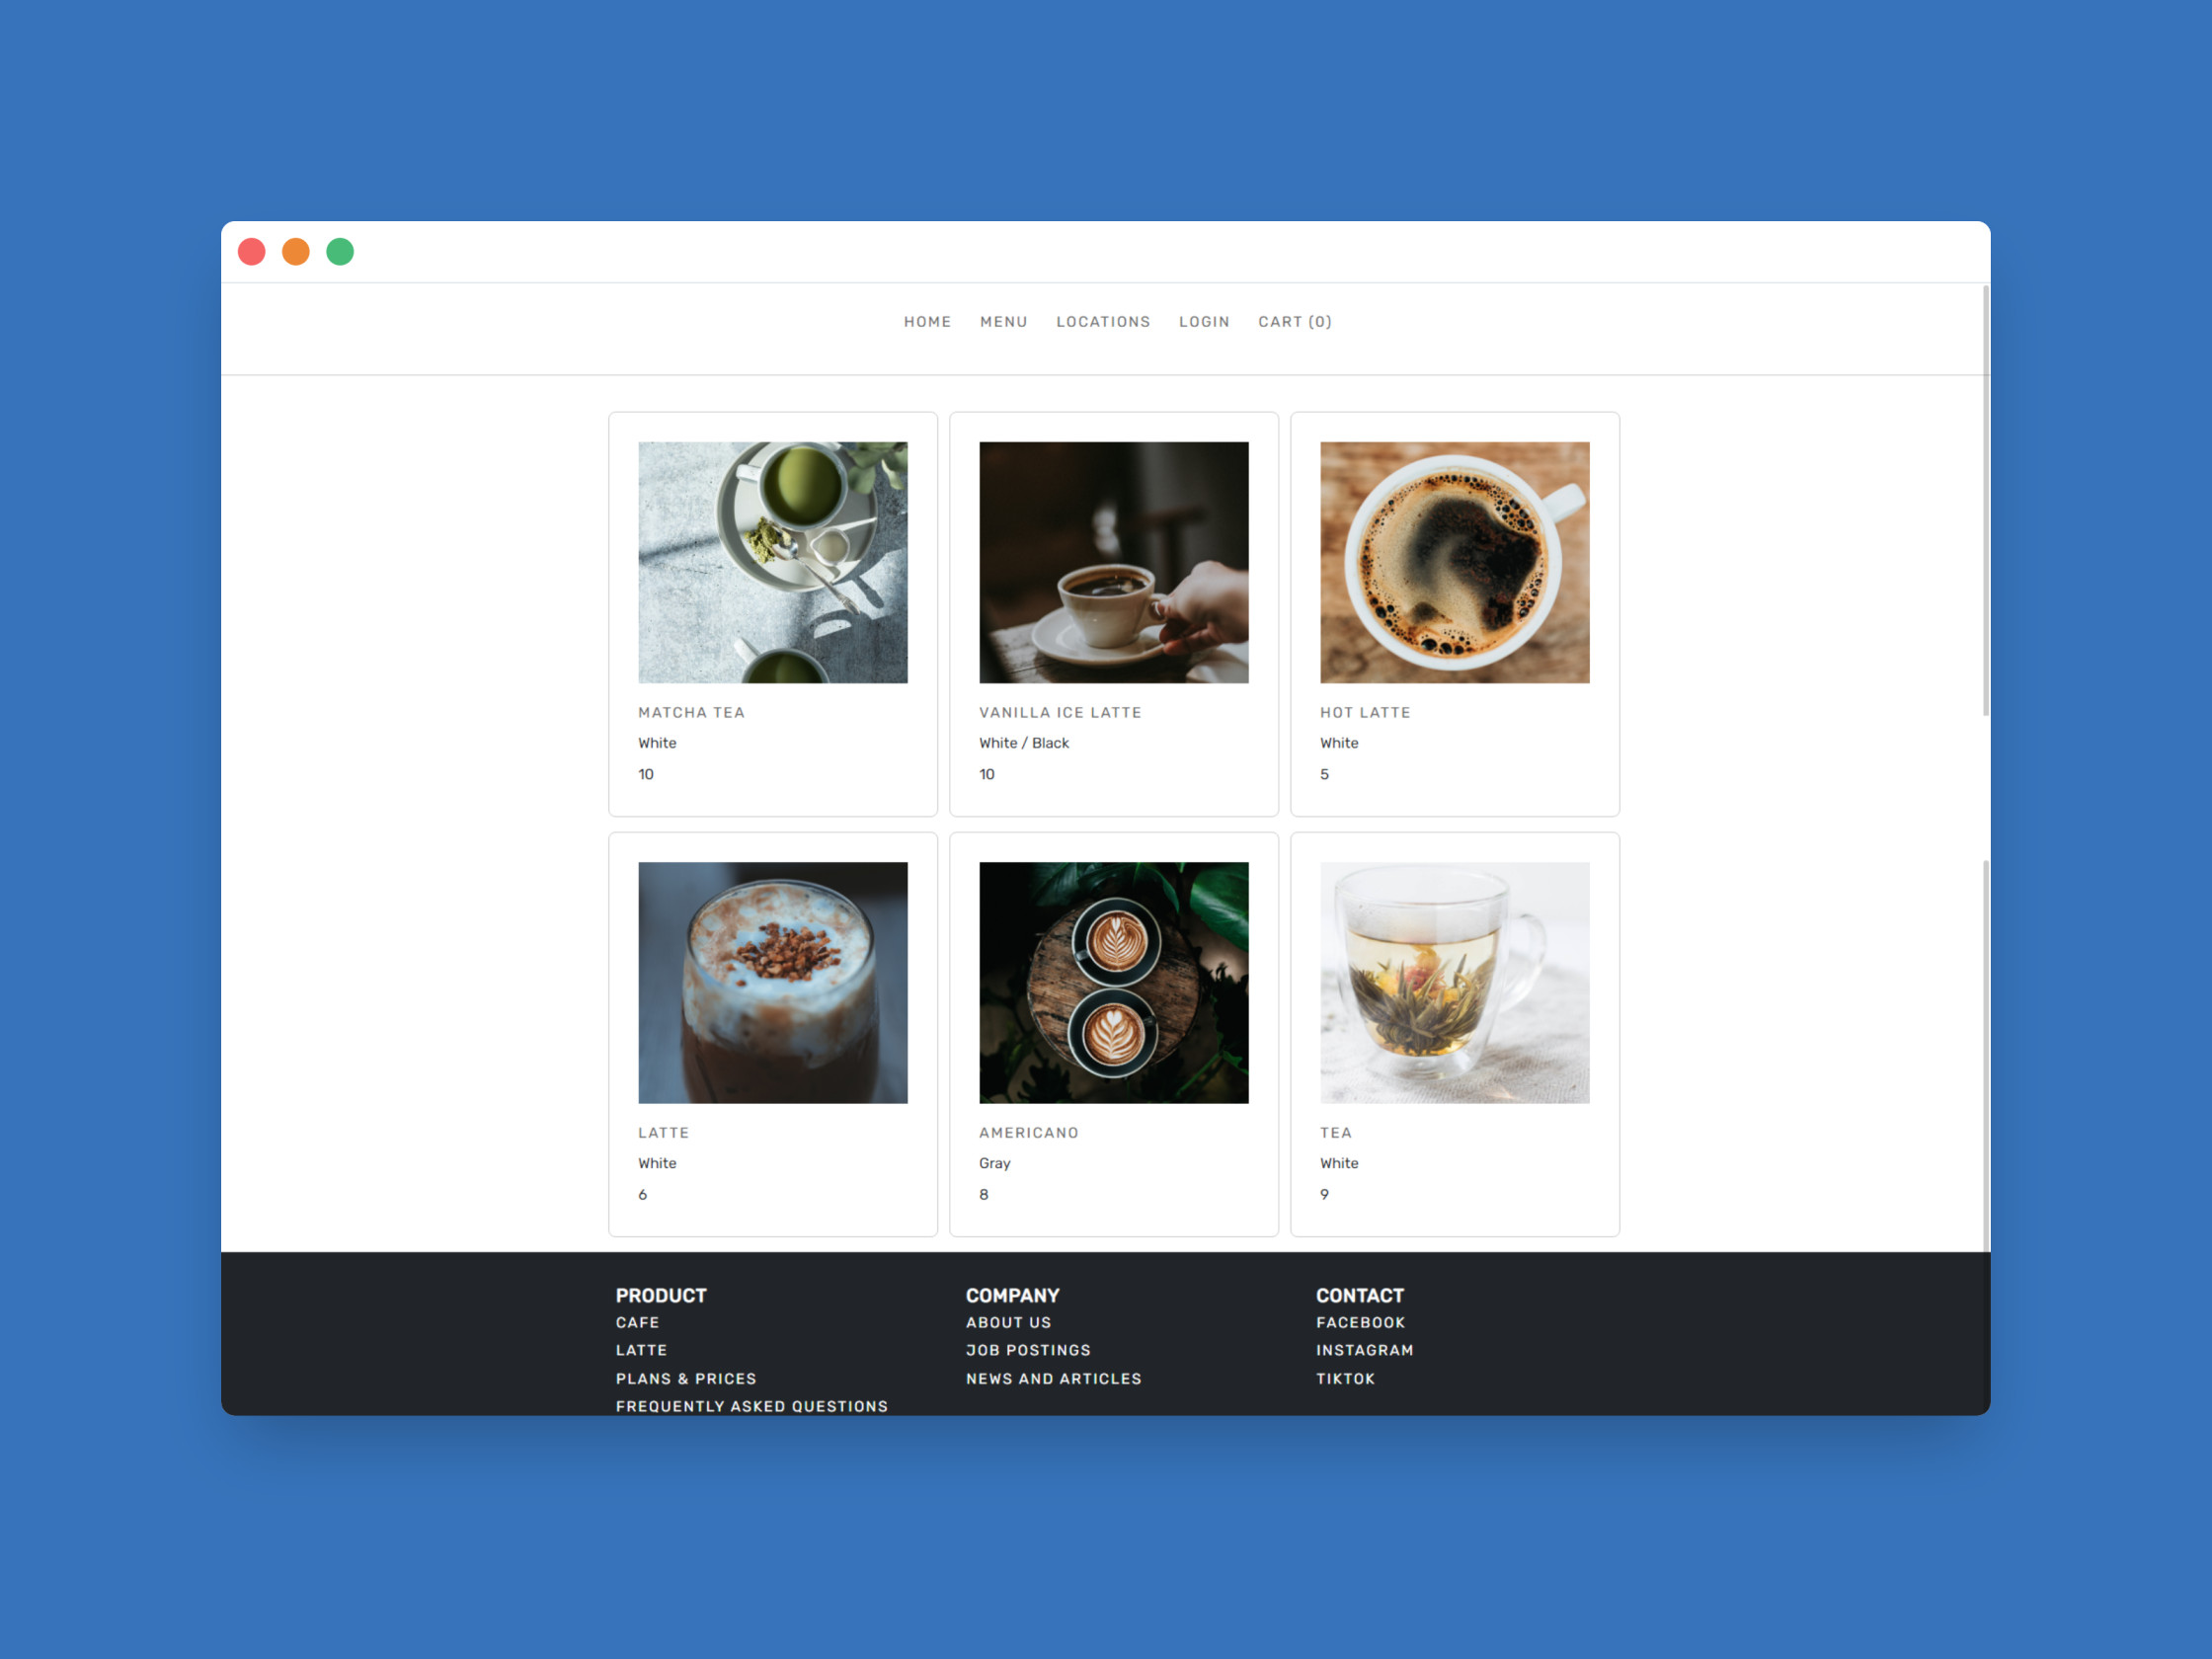 HOME MENU LOCATIONS LOGIN CART (0)
MATCHA TEA
White
10
VANILLA ICE LATTE
White / Black
10
HOT LATTE
White
5
LATTE
White
6
AMERICANO
Gray
8
TEA
White
9
PRODUCT
CAFE
LATTE
PLANS & PRICES
FREQUENTLY ASKED QUESTIONS
COMPANY
ABOUT US
JOB POSTINGS
NEWS AND ARTICLES
CONTACT
FACEBOOK
INSTAGRAM
TIKTOK